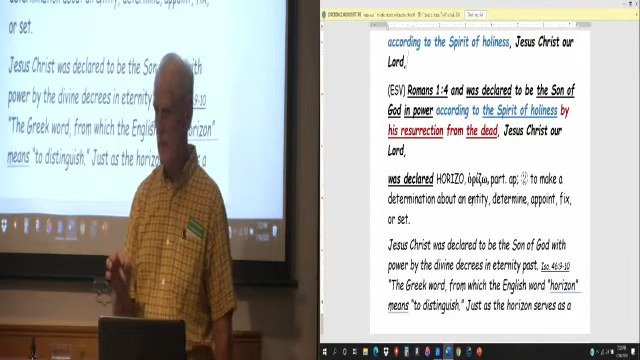 determination about an entity, determine, appoint, fix,
or set.
Jesus Christ was declared to be the Son with
power by the divine decrees in eternity 9-10
"The Greek word, from which the English horizon"
means "to distinguish." Just as the horizon a
according to the Spirit of holiness, Jesus Christ our
Lord,
(ESV) Romans 1:4 and was declared to be the Son of
God in power according to the Spirit of holiness by
his resurrection from the dead, Jesus Christ our
Lord,
was declared HORIZO, ὁρίζω, part. ap; ② to make a
determination about an entity, determine, appoint, fix,
or set.
Jesus Christ was declared to be the Son of God with
power by the divine decrees in eternity past, Isa. 46:9-10
"The Greek word, from which the English word "horizon"
means "to distinguish." Just as the horizon serves as a